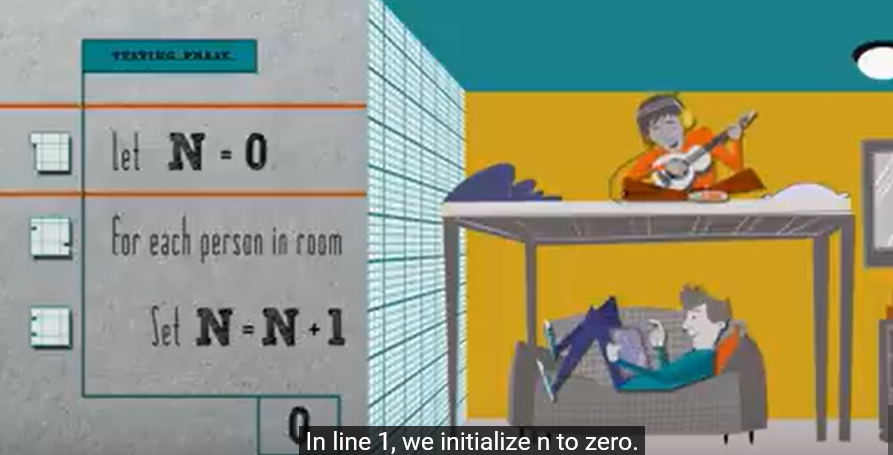 TESTING PHASE
let N = 0
for each person in room
Set N = N + 1
0
In line 1, we initialize n to zero.